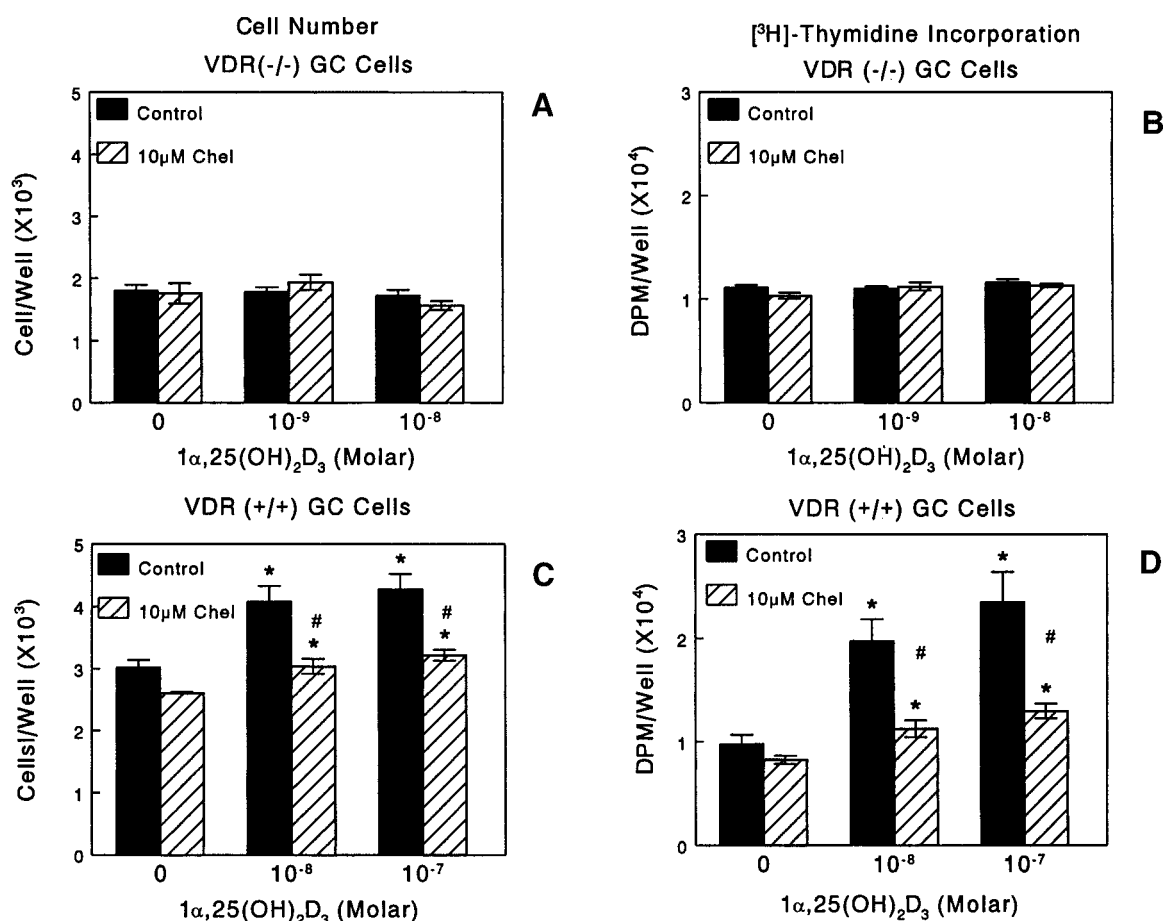 Cell Number
VDR(-/-) GC Cells
A
5
4
3
2
1
0
Control
10µM Chel
Cell/Well (X10³)
0 10⁻⁹ 10⁻⁸
1α,25(OH)₂D₃ (Molar)
[³H]-Thymidine Incorporation
VDR (-/-) GC Cells
B
3
2
1
0
Control
10µM Chel
DPM/Well (X10⁴)
0 10⁻⁹ 10⁻⁸
1α,25(OH)₂D₃ (Molar)
VDR (+/+) GC Cells
C
5
4
3
2
1
0
Control
10µM Chel
* *
# #
* *
Cellsl/Well (X10³)
0 10⁻⁸ 10⁻⁷
1α,25(OH)₂D₃ (Molar)
VDR (+/+) GC Cells
D
3
2
1
0
Control
10µM Chel
* *
# #
* *
DPM/Well (X10⁴)
0 10⁻⁸ 10⁻⁷
1α,25(OH)₂D₃ (Molar)